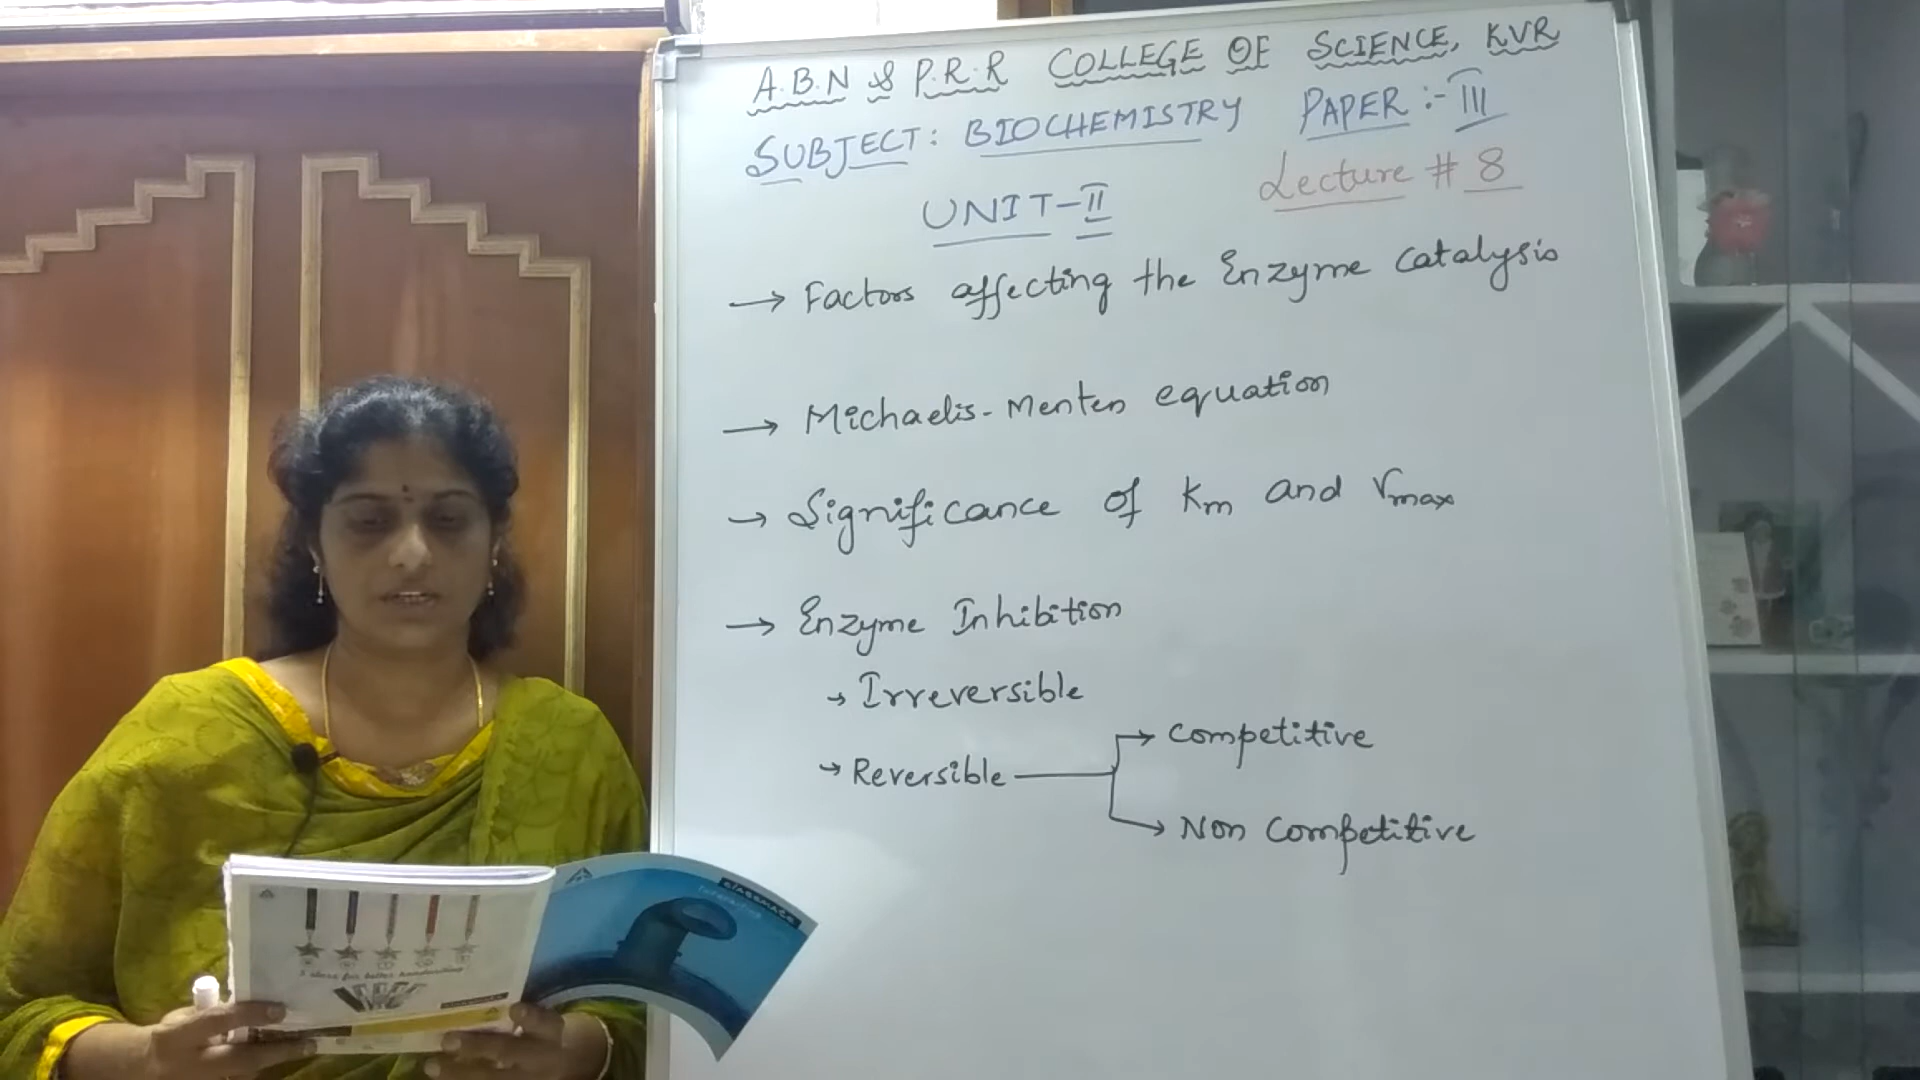 A.B.N & P.R.R COLLEGE OF SCIENCE, KVR
SUBJECT: BIOCHEMISTRY PAPER:- III
UNIT-II Lecture # 8
→ Factors affecting the Enzyme catalysis
→ Michaelis-Menten equation
→ Significance of Km and Vmax
→ Enzyme Inhibition
→ Irreversible
→ Reversible
→ Competitive
→ Non Competitive
CLASSMATE